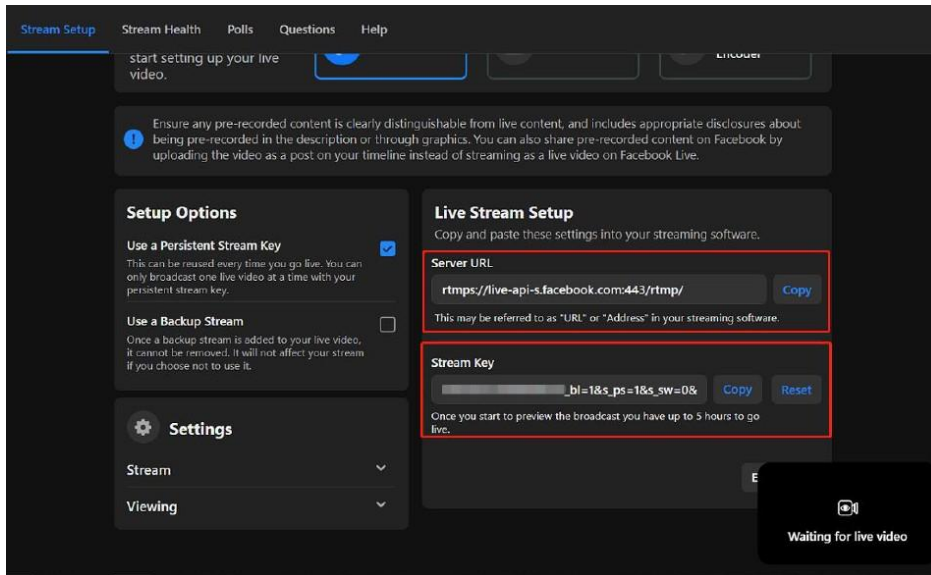 Stream Setup Stream Health Polls Questions Help
start setting up your live
video.
Encoder
Ensure any pre-recorded content is clearly distinguishable from live content, and includes appropriate disclosures about
being pre-recorded in the description or through graphics. You can also share pre-recorded content on Facebook by
uploading the video as a post on your timeline instead of streaming as a live video on Facebook Live.
Setup Options
Use a Persistent Stream Key
This can be reused every time you go live. You can
only broadcast one live video at a time with your
persistent stream key.
Use a Backup Stream
Once a backup stream is added to your live video,
it cannot be removed. It will not affect your stream
if you choose not to use it.
Settings
Stream
Viewing
Live Stream Setup
Copy and paste these settings into your streaming software.
Server URL
rtmps://live-api-s.facebook.com:443/rtmp/ Copy
This may be referred to as "URL" or "Address" in your streaming software.
Stream Key
_bl=1&s_ps=1&s_sw=0& Copy Reset
Once you start to preview the broadcast you have up to 5 hours to go
live.
Waiting for live video